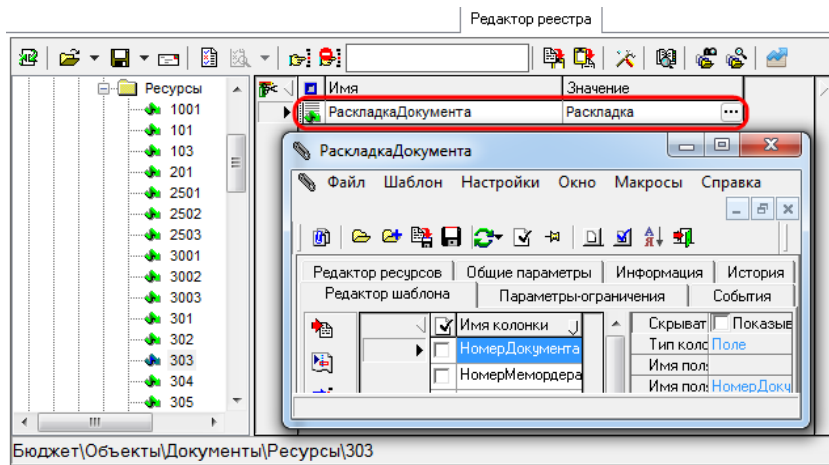 Редактор реестра
Ресурсы
1001
101
103
201
2501
2502
2503
3001
3002
3003
301
302
303
304
305
Имя Значение
РаскладкаДокумента Раскладка ...
РаскладкаДокумента
Файл Шаблон Настройки Окно Макросы Справка
Редактор ресурсов Общие параметры Информация История
Редактор шаблона Параметры-ограничения События
Имя колонки
НомерДокумента
НомерМемордера
Скрыват Показыв
Тип колс Поле
Имя пол
Имя пол: НомерДоку
Бюджет\Объекты\Документы\Ресурсы\303